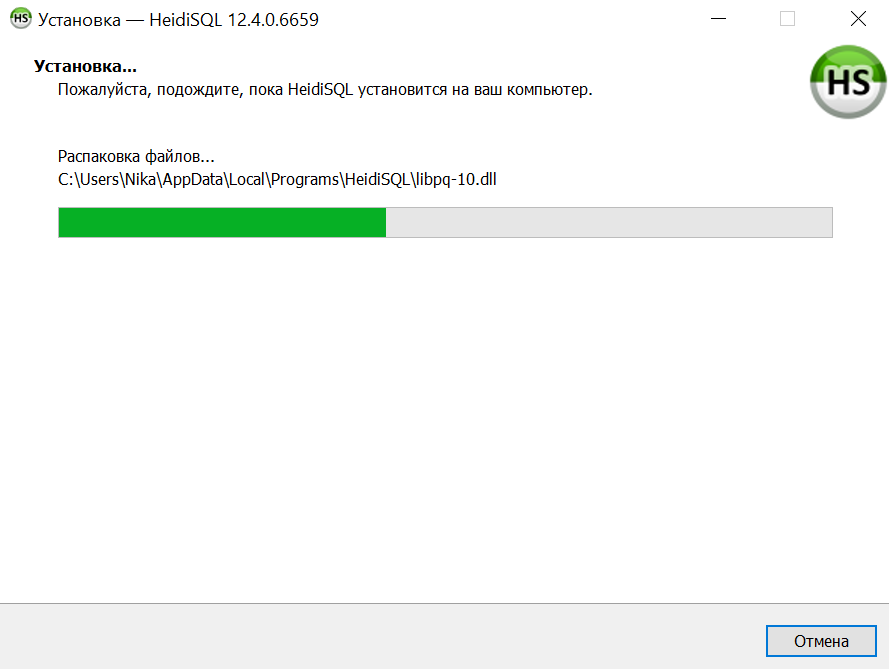 HS Установка — HeidiSQL 12.4.0.6659
Установка...
Пожалуйста, подождите, пока HeidiSQL установится на ваш компьютер.
HS
Распаковка файлов...
C:\Users\Nika\AppData\Local\Programs\HeidiSQL\libpq-10.dll
Отмена